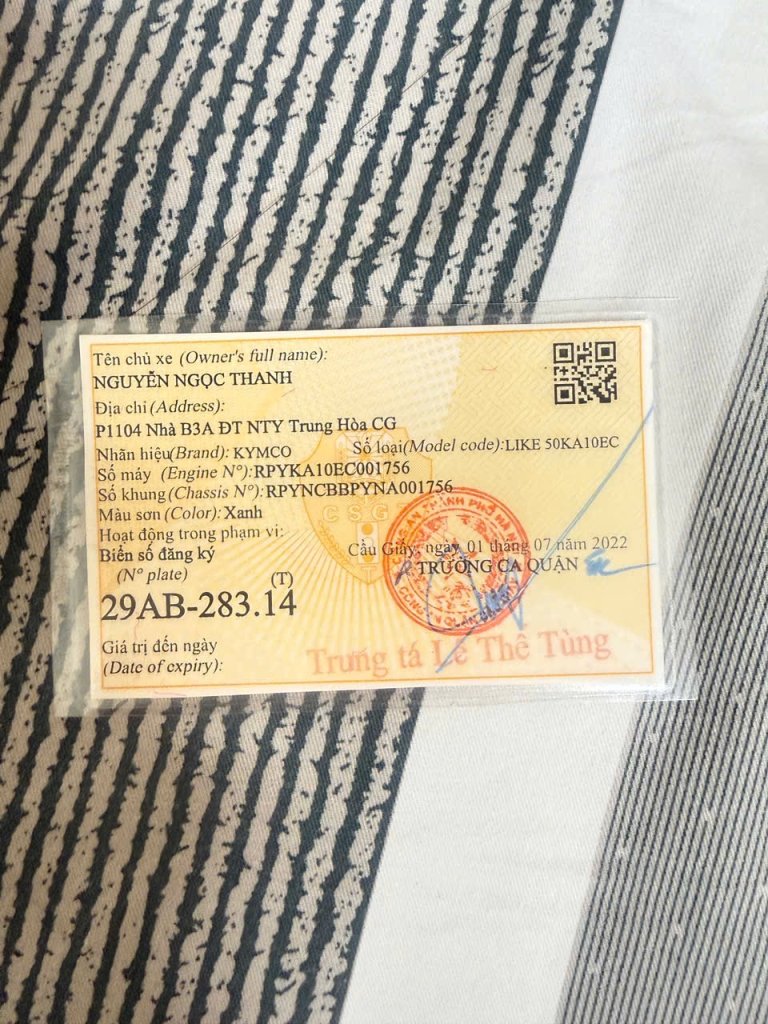 Tên chủ xe (Owner's full name):
NGUYỄN NGỌC THANH
Địa chỉ (Address):
P1104 Nhà B3A ĐT NTY Trung Hòa CG
Nhãn hiệu(Brand): KYMCO Số loại(Model code):LIKE 50KA10EC
Số máy (Engine Nº):RPYKA10EC001756
Số khung(Chassis Nº):RPYNCBBPYNA001756
Màu sơn (Color): Xanh
CSGT
Hoạt động trong phạm vi:
Cầu Giấy, ngày 01 tháng 07 năm 2022
Biển số đăng ký
TRƯỞNG CA QUẬN
(Nº plate)
(T)
29AB-283.14
Giá trị đến ngày
(Date of expiry):
Trung tá Lê Thế Tùng